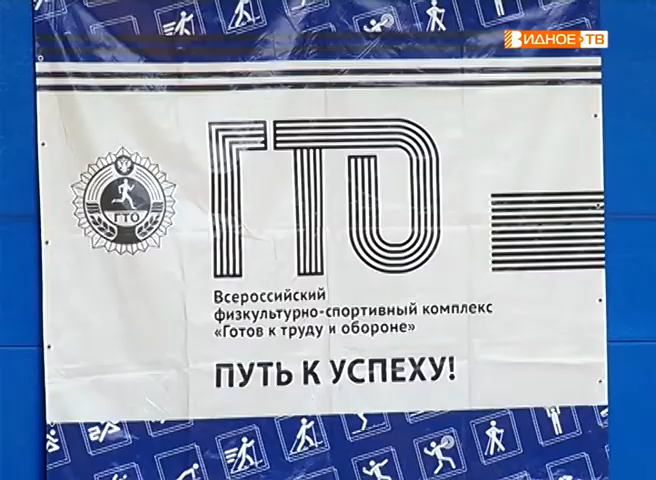 ВИДНОЕ-ТВ
ГТО
ГТО
Всероссийский
физкультурно-спортивный комплекс
«Готов к труду и обороне»
ПУТЬ К УСПЕХУ!